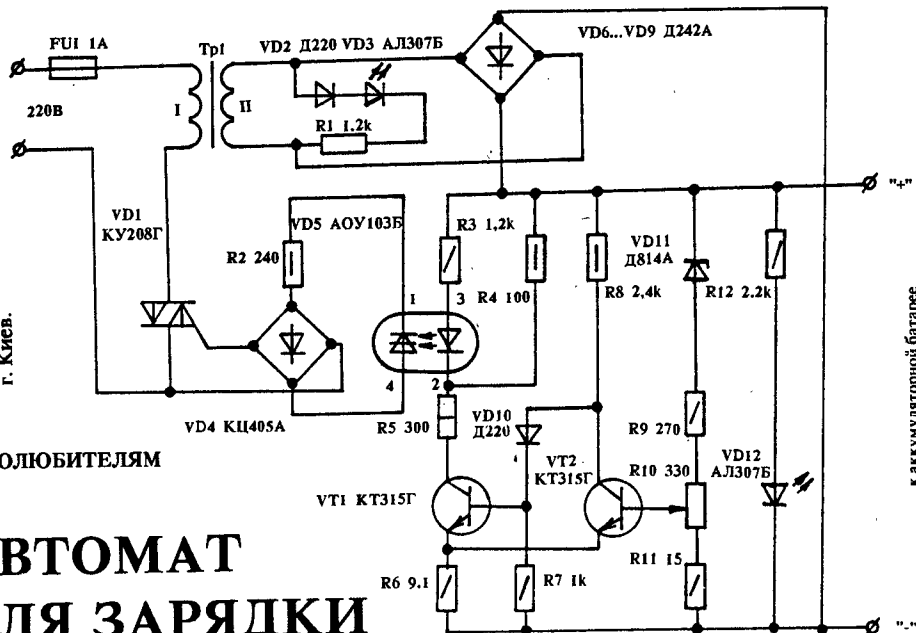 FU1 1A
Тр1
VD2 Д220 VD3 АЛ307Б
VD6...VD9 Д242А
220В
I
II
R1 1.2k
"+"
VD1
КУ208Г
VD5 АОУ103Б
R3 1,2k
VD11
Д814А
R2 240
R4 100
R8 2,4k
R12 2.2k
1
3
4
2
г. Киев.
к аккумуляторной батарее
VD4 КЦ405А
R5 300
VD10
Д220
R9 270
ОЛЮБИТЕЛЯМ
VT2
КТ315Г
R10 330
VD12
АЛ307Б
VT1 КТ315Г
ВТОМАТ
ЛЯ ЗАРЯДКИ
R6 9.1
R7 1k
R11 15
"-"